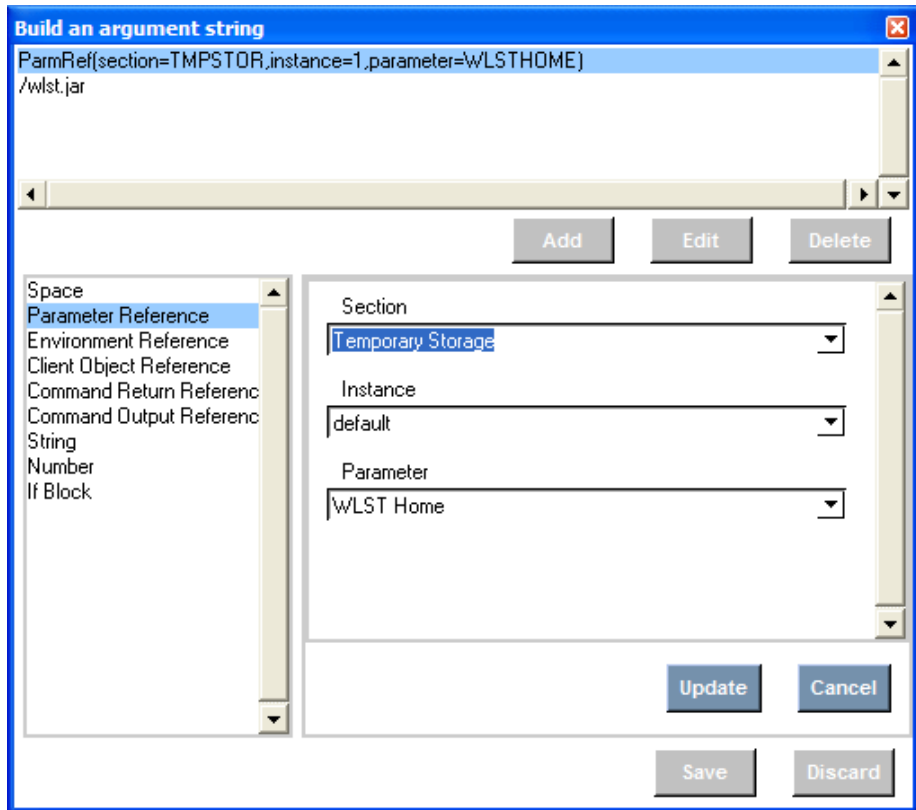 Build an argument string
ParmRef(section=TMPSTOR,instance=1,parameter=WLSTHOME)
/wlst.jar
Add
Edit
Delete
Space
Parameter Reference
Environment Reference
Client Object Reference
Command Return Referenc
Command Output Referenc
String
Number
If Block
Section
Temporary Storage
Instance
default
Parameter
WLST Home
Update
Cancel
Save
Discard